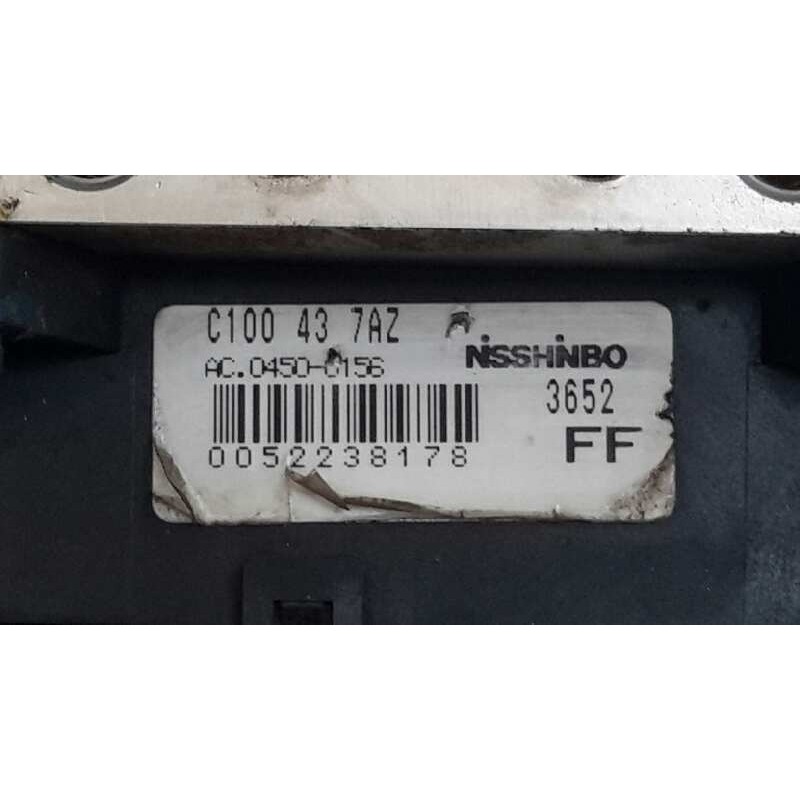 C100 43 7AZ
AC.0450-0156
NiSSHiNBO
3652
0052238178
FF